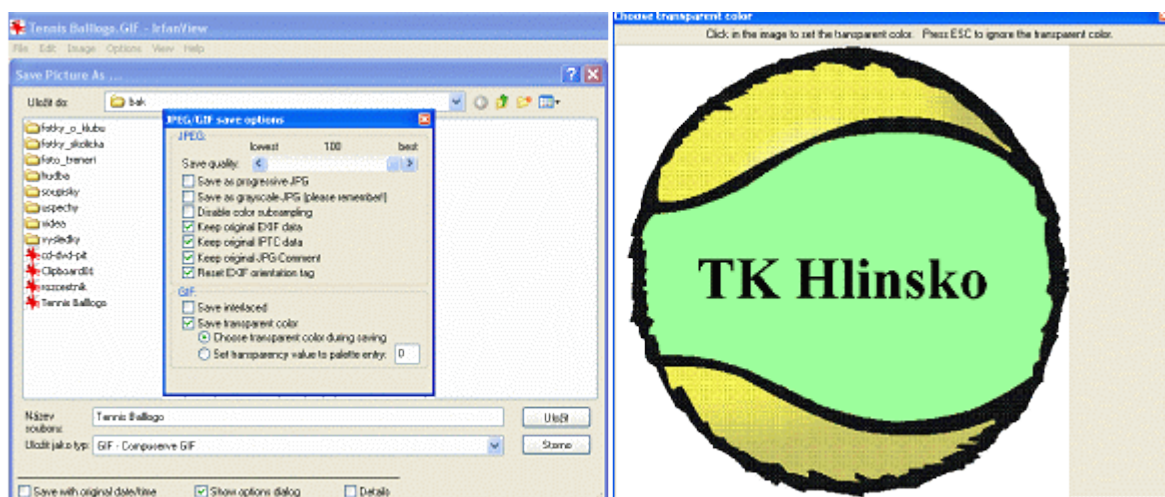 Tennis Balllogo.GIF - IrfanView
File Edit Image Options View Help
Save Picture As ...
Uložit do:
bak
fotky_o_klubu
fotky_skolicka
foto_treneri
hudba
soupisky
uspechy
videa
vysledky
cd-dvd-pit
Clipboard01
rozcestnik
Tennis Balllogo
JPEG/GIF save options
JPEG:
lowest 100 best
Save quality:
Save as progressive JPG
Save as grayscale JPG (please remember!)
Disable color subsampling
Keep original EXIF data
Keep original IPTC data
Keep original JPG-Comment
Reset EXIF orientation tag
GIF:
Save interlaced
Save transparent color
Choose transparent color during saving
Set transparency value to palette entry: 0
Název
souboru:
Tennis Balllogo
Uložit
Uložit jako typ:
GIF - Compuserve GIF
Storno
Save with original date/time
Show options dialog
Details
Choose transparent color
Click in the image to set the transparent color. Press ESC to ignore the transparent color.
TK Hlinsko